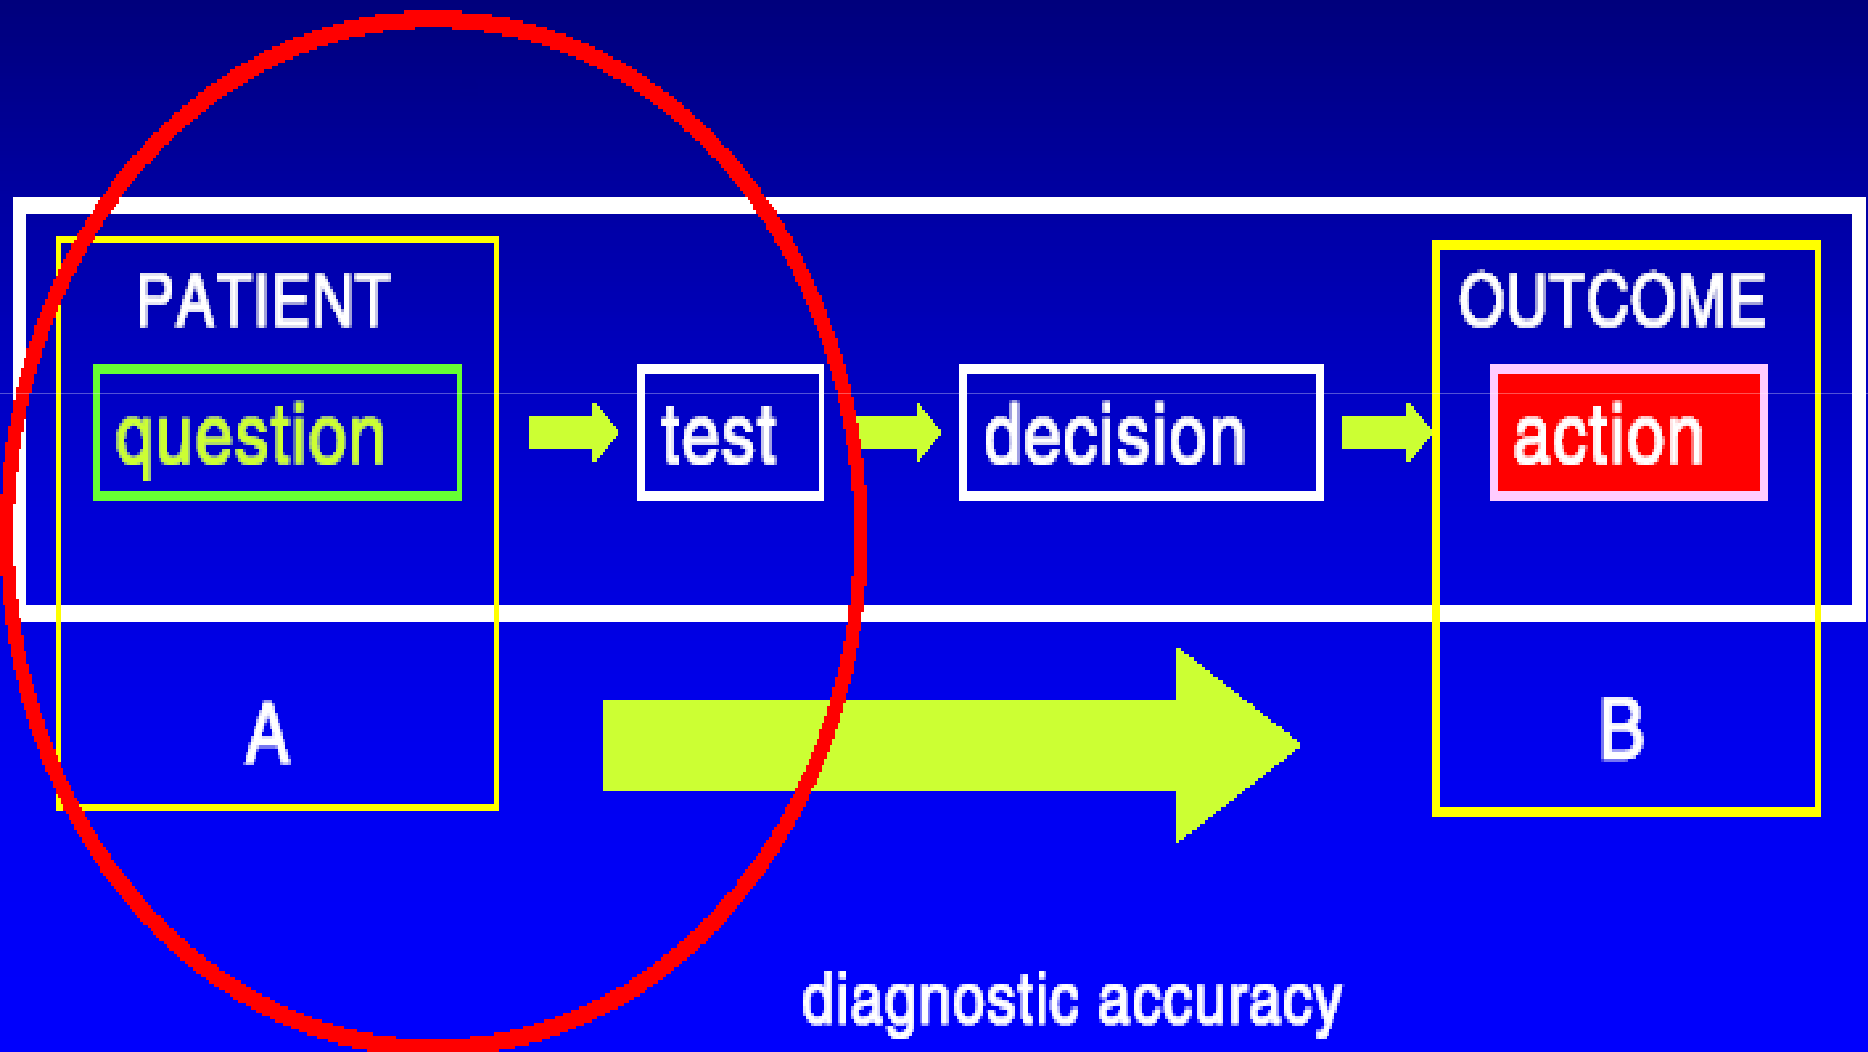 PATIENT
OUTCOME
question
test
decision
action
A
B
diagnostic accuracy